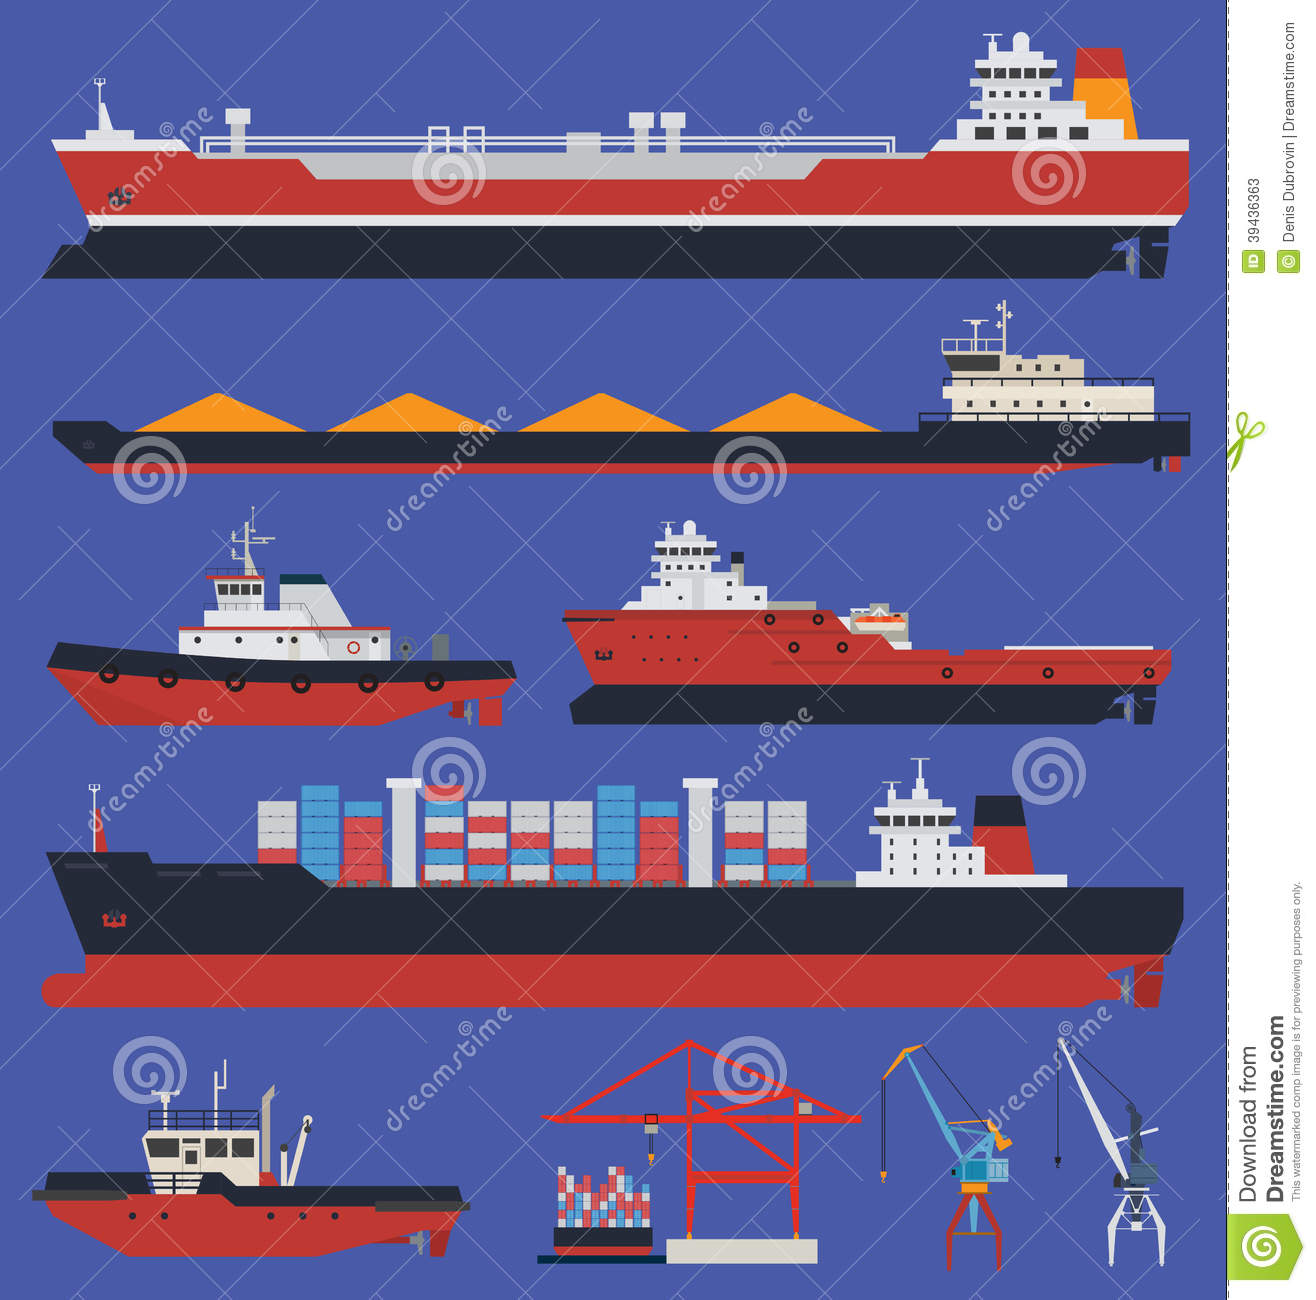 dreamstime
dreamstime
dreamstime
dreamstime
dreamstime
dreamstime
dreamstime
dreamstime
ID 39436363
© Denis Dubrovin | Dreamstime.com
Download from
Dreamstime.com
This watermarked comp image is for previewing purposes only.